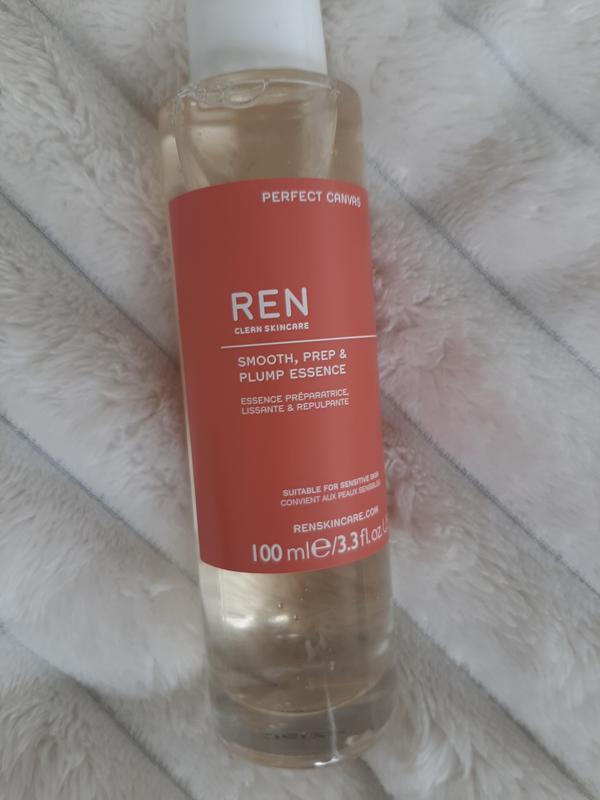 PERFECT CANVAS
REN
CLEAN SKINCARE
SMOOTH, PREP &
PLUMP ESSENCE
ESSENCE PRÉPARATRICE,
LISSANTE & REPULPANTE
SUITABLE FOR SENSITIVE SKIN
CONVIENT AUX PEAUX SENSIBLES
RENSKINCARE.COM
100 ml℮/3.3 fl.oz.